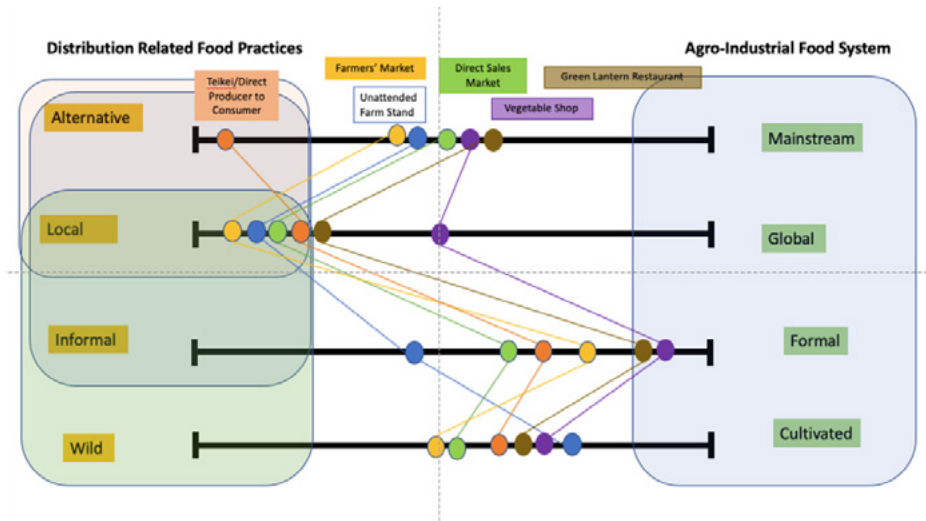 Distribution Related Food Practices
Agro-Industrial Food System
Teikei/Direct
Producer to
Consumer
Farmers' Market
Unattended
Farm Stand
Direct Sales
Market
Vegetable Shop
Green Lantern Restaurant
Alternative
Mainstream
Local
Global
Informal
Formal
Wild
Cultivated